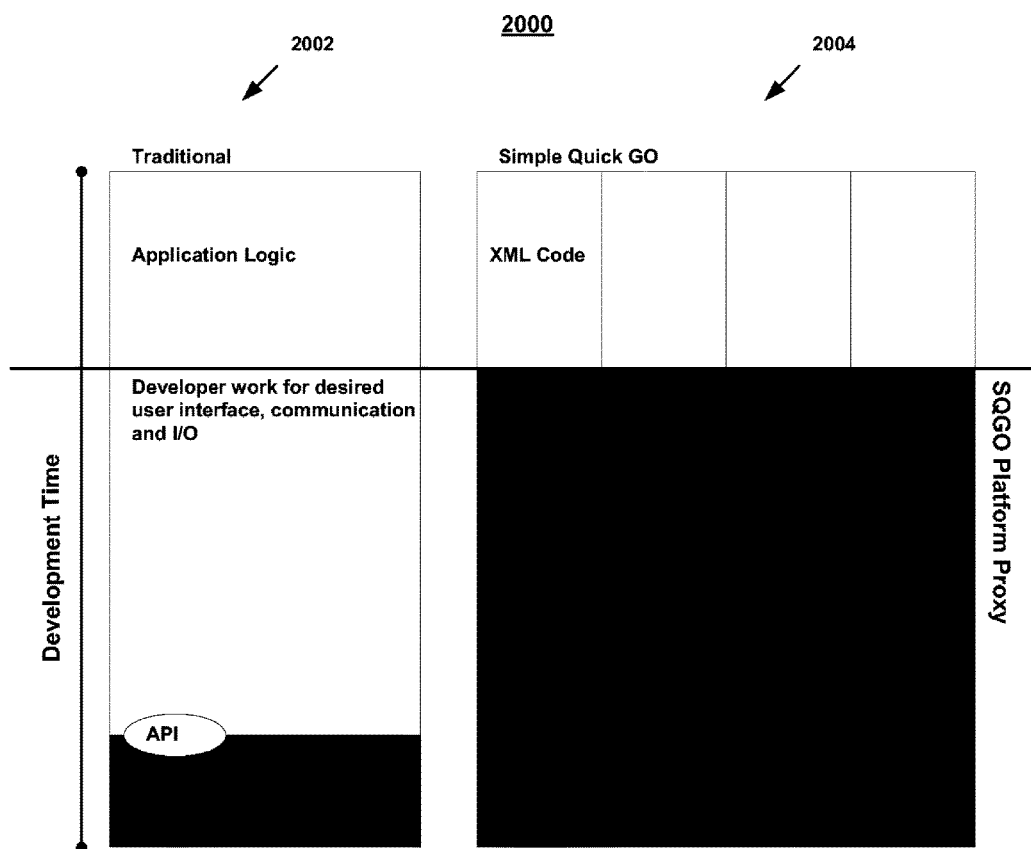 2000
2002
2004
Traditional
Simple Quick GO
Application Logic
XML Code
Developer work for desired
user interface, communication
and I/O
API
Development Time
SQGO Platform Proxy